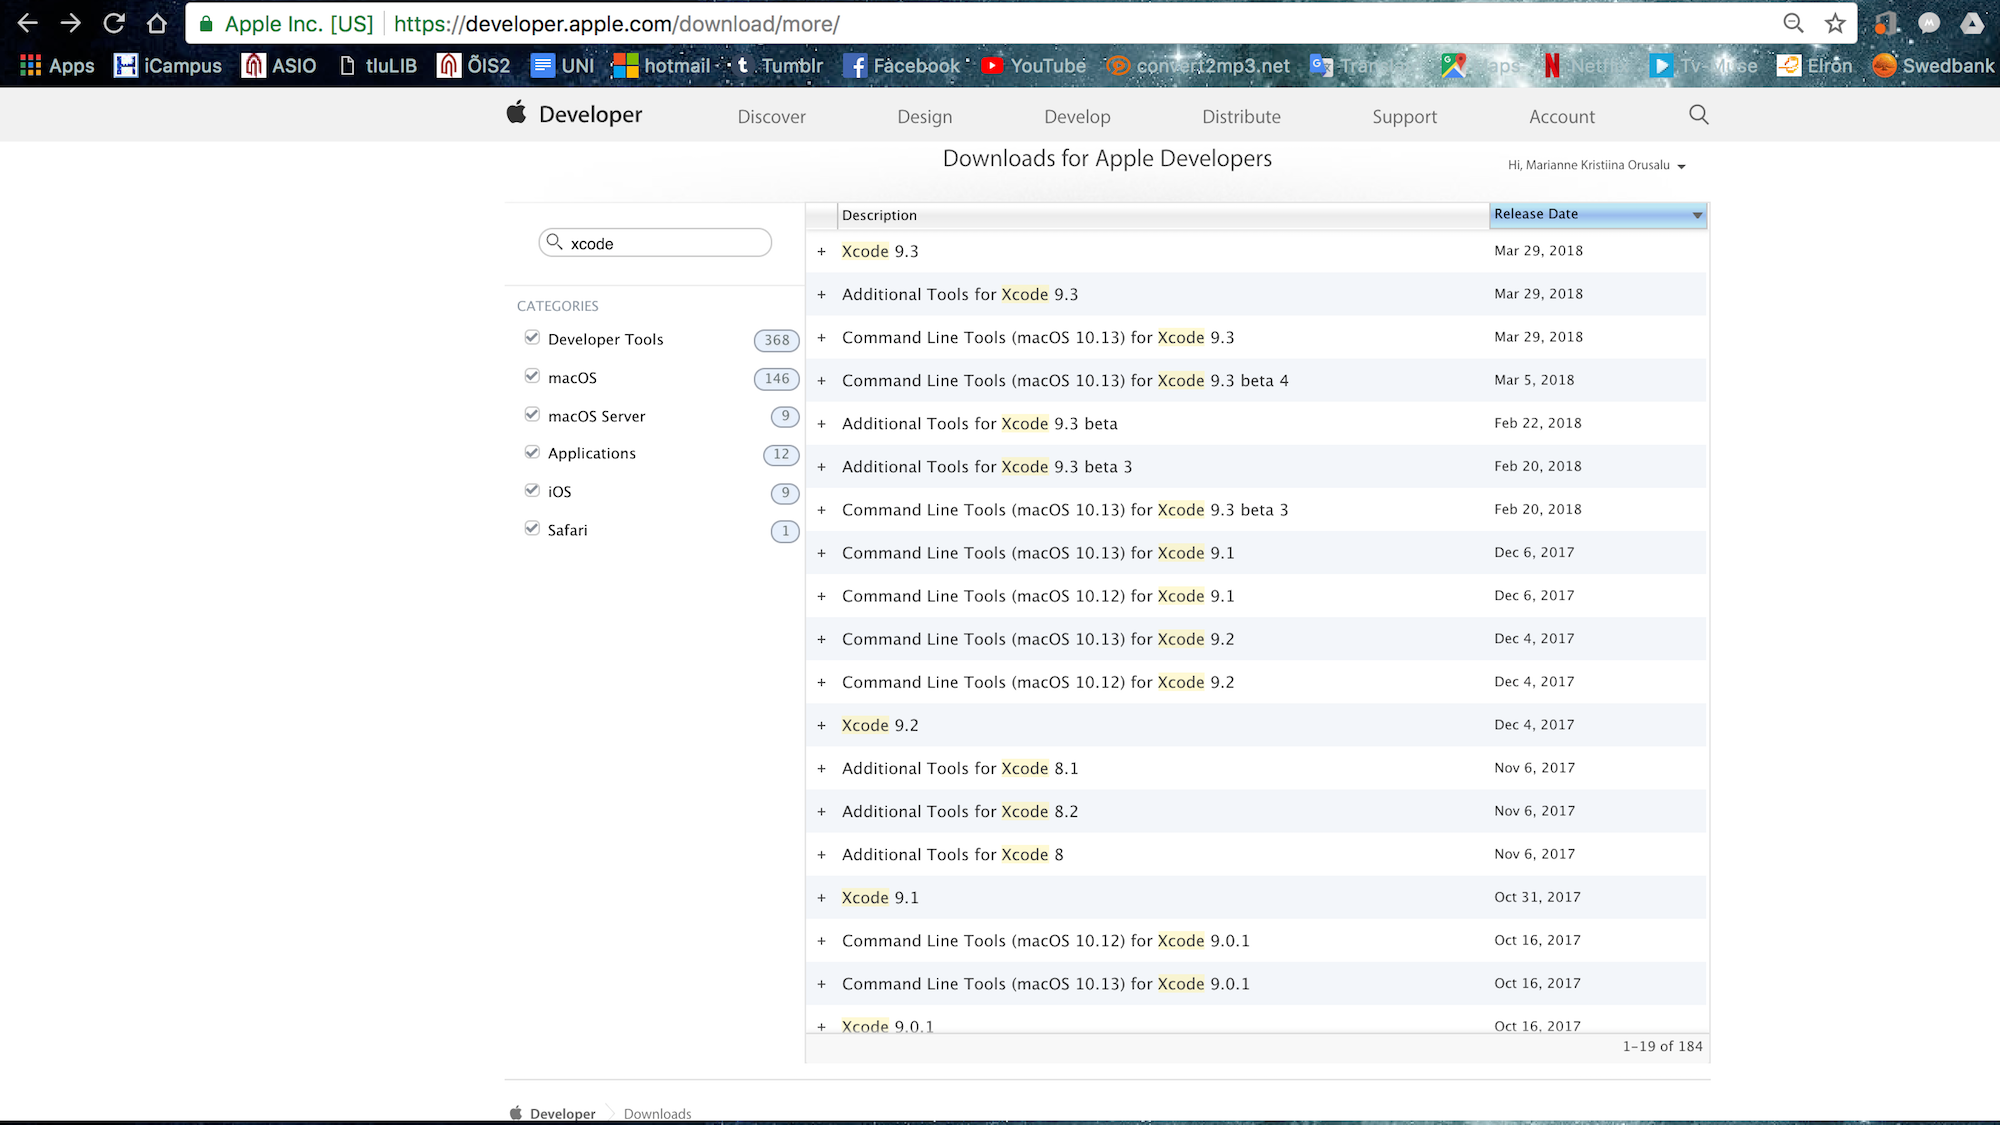 Apple Inc. [US] https://developer.apple.com/download/more/
Apps iCampus ASIO tluLIB ÕIS2 UNI hotmail Tumblr Facebook YouTube convert2mp3.net Elron Swedbank
Developer Discover Design Develop Distribute Support Account
Downloads for Apple Developers
Hi, Marianne Kristiina Orusalu
xcode
CATEGORIES
Developer Tools 368
macOS 146
macOS Server 9
Applications 12
iOS 9
Safari 1
Description Release Date
+ Xcode 9.3 Mar 29, 2018
+ Additional Tools for Xcode 9.3 Mar 29, 2018
+ Command Line Tools (macOS 10.13) for Xcode 9.3 Mar 29, 2018
+ Command Line Tools (macOS 10.13) for Xcode 9.3 beta 4 Mar 5, 2018
+ Additional Tools for Xcode 9.3 beta Feb 22, 2018
+ Additional Tools for Xcode 9.3 beta 3 Feb 20, 2018
+ Command Line Tools (macOS 10.13) for Xcode 9.3 beta 3 Feb 20, 2018
+ Command Line Tools (macOS 10.13) for Xcode 9.1 Dec 6, 2017
+ Command Line Tools (macOS 10.12) for Xcode 9.1 Dec 6, 2017
+ Command Line Tools (macOS 10.13) for Xcode 9.2 Dec 4, 2017
+ Command Line Tools (macOS 10.12) for Xcode 9.2 Dec 4, 2017
+ Xcode 9.2 Dec 4, 2017
+ Additional Tools for Xcode 8.1 Nov 6, 2017
+ Additional Tools for Xcode 8.2 Nov 6, 2017
+ Additional Tools for Xcode 8 Nov 6, 2017
+ Xcode 9.1 Oct 31, 2017
+ Command Line Tools (macOS 10.12) for Xcode 9.0.1 Oct 16, 2017
+ Command Line Tools (macOS 10.13) for Xcode 9.0.1 Oct 16, 2017
+ Xcode 9.0.1 Oct 16, 2017
1–19 of 184
Developer Downloads